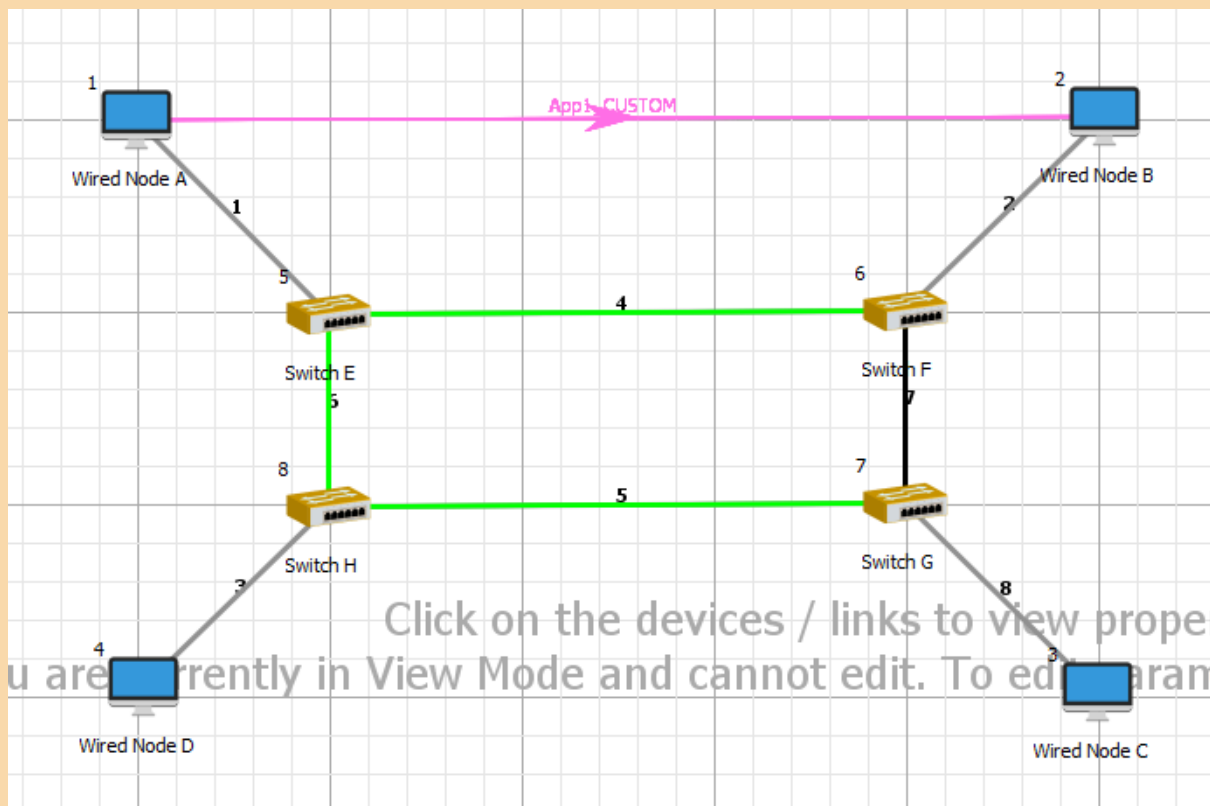 1
App1_CUSTOM
2
Wired Node A
Wired Node B
1
2
5
6
4
Switch E
Switch F
6
7
8
7
5
Switch H
Switch G
3
8
Click on the devices / links to view prope
4
3
u are rrently in View Mode and cannot edit. To edi aram
Wired Node D
Wired Node C